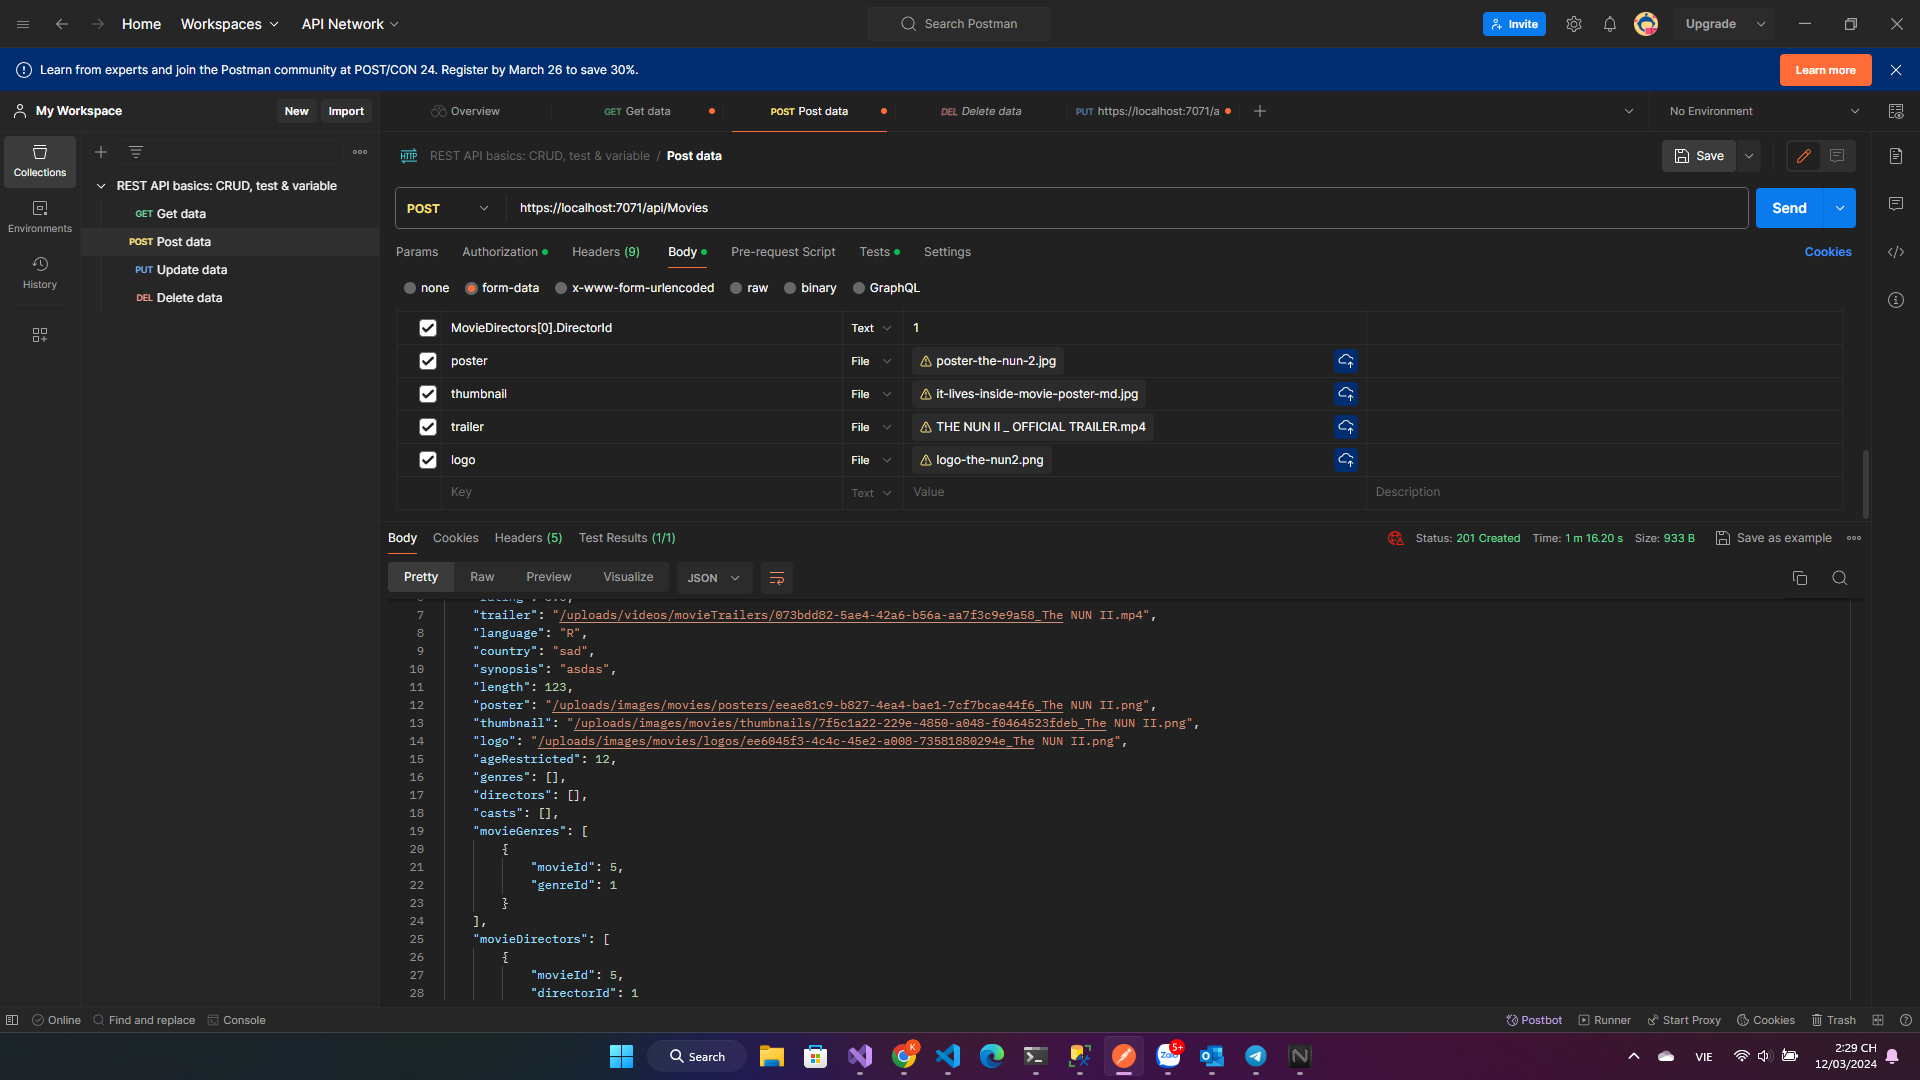 Home
Workspaces
API Network
Search Postman
Invite
Upgrade
Learn from experts and join the Postman community at POST/CON 24. Register by March 26 to save 30%.
Learn more
My Workspace
New
Import
Overview
GET Get data
POST Post data
DEL Delete data
PUT https://localhost:7071/a
No Environment
Collections
Environments
History
REST API basics: CRUD, test & variable
GET Get data
POST Post data
PUT Update data
DEL Delete data
HTTP REST API basics: CRUD, test & variable / Post data
Save
POST
https://localhost:7071/api/Movies
Send
Params
Authorization
Headers (9)
Body
Pre-request Script
Tests
Settings
Cookies
none
form-data
x-www-form-urlencoded
raw
binary
GraphQL
MovieDirectors[0].DirectorId Text 1
poster File poster-the-nun-2.jpg
thumbnail File it-lives-inside-movie-poster-md.jpg
trailer File THE NUN II _ OFFICIAL TRAILER.mp4
logo File logo-the-nun2.png
Key Text Value Description
Body
Cookies
Headers (5)
Test Results (1/1)
Status: 201 Created
Time: 1 m 16.20 s
Size: 933 B
Save as example
Pretty
Raw
Preview
Visualize
JSON
7 "trailer": "/uploads/videos/movieTrailers/073bdd82-5ae4-42a6-b56a-aa7f3c9e9a58_The NUN II.mp4",
8 "language": "R",
9 "country": "sad",
10 "synopsis": "asdas",
11 "length": 123,
12 "poster": "/uploads/images/movies/posters/eeae81c9-b827-4ea4-bae1-7cf7bcae44f6_The NUN II.png",
13 "thumbnail": "/uploads/images/movies/thumbnails/7f5c1a22-229e-4850-a048-f0464523fdeb_The NUN II.png",
14 "logo": "/uploads/images/movies/logos/ee6045f3-4c4c-45e2-a008-73581880294e_The NUN II.png",
15 "ageRestricted": 12,
16 "genres": [],
17 "directors": [],
18 "casts": [],
19 "movieGenres": [
20 {
21 "movieId": 5,
22 "genreId": 1
23 }
24 ],
25 "movieDirectors": [
26 {
27 "movieId": 5,
28 "directorId": 1
Online
Find and replace
Console
Postbot
Runner
Start Proxy
Cookies
Trash
Search
K
Zalo
5+
VIE
2:29 CH
12/03/2024